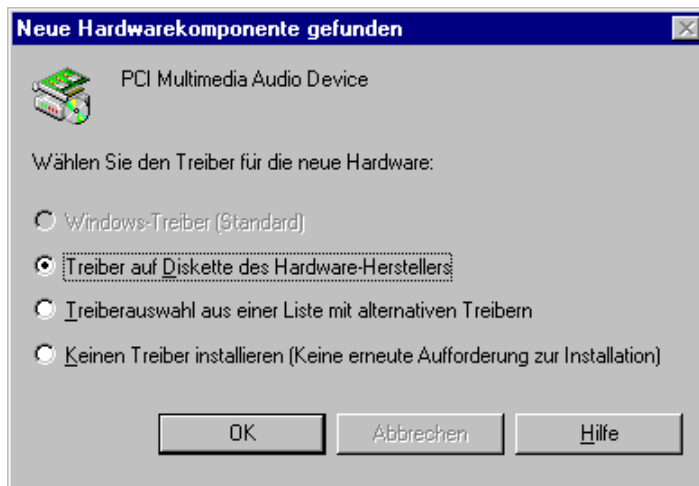 Neue Hardwarekomponente gefunden
PCI Multimedia Audio Device
Wählen Sie den Treiber für die neue Hardware:
Windows-Treiber (Standard)
Treiber auf Diskette des Hardware-Herstellers
Treiberauswahl aus einer Liste mit alternativen Treibern
Keinen Treiber installieren (Keine erneute Aufforderung zur Installation)
OK Abbrechen Hilfe